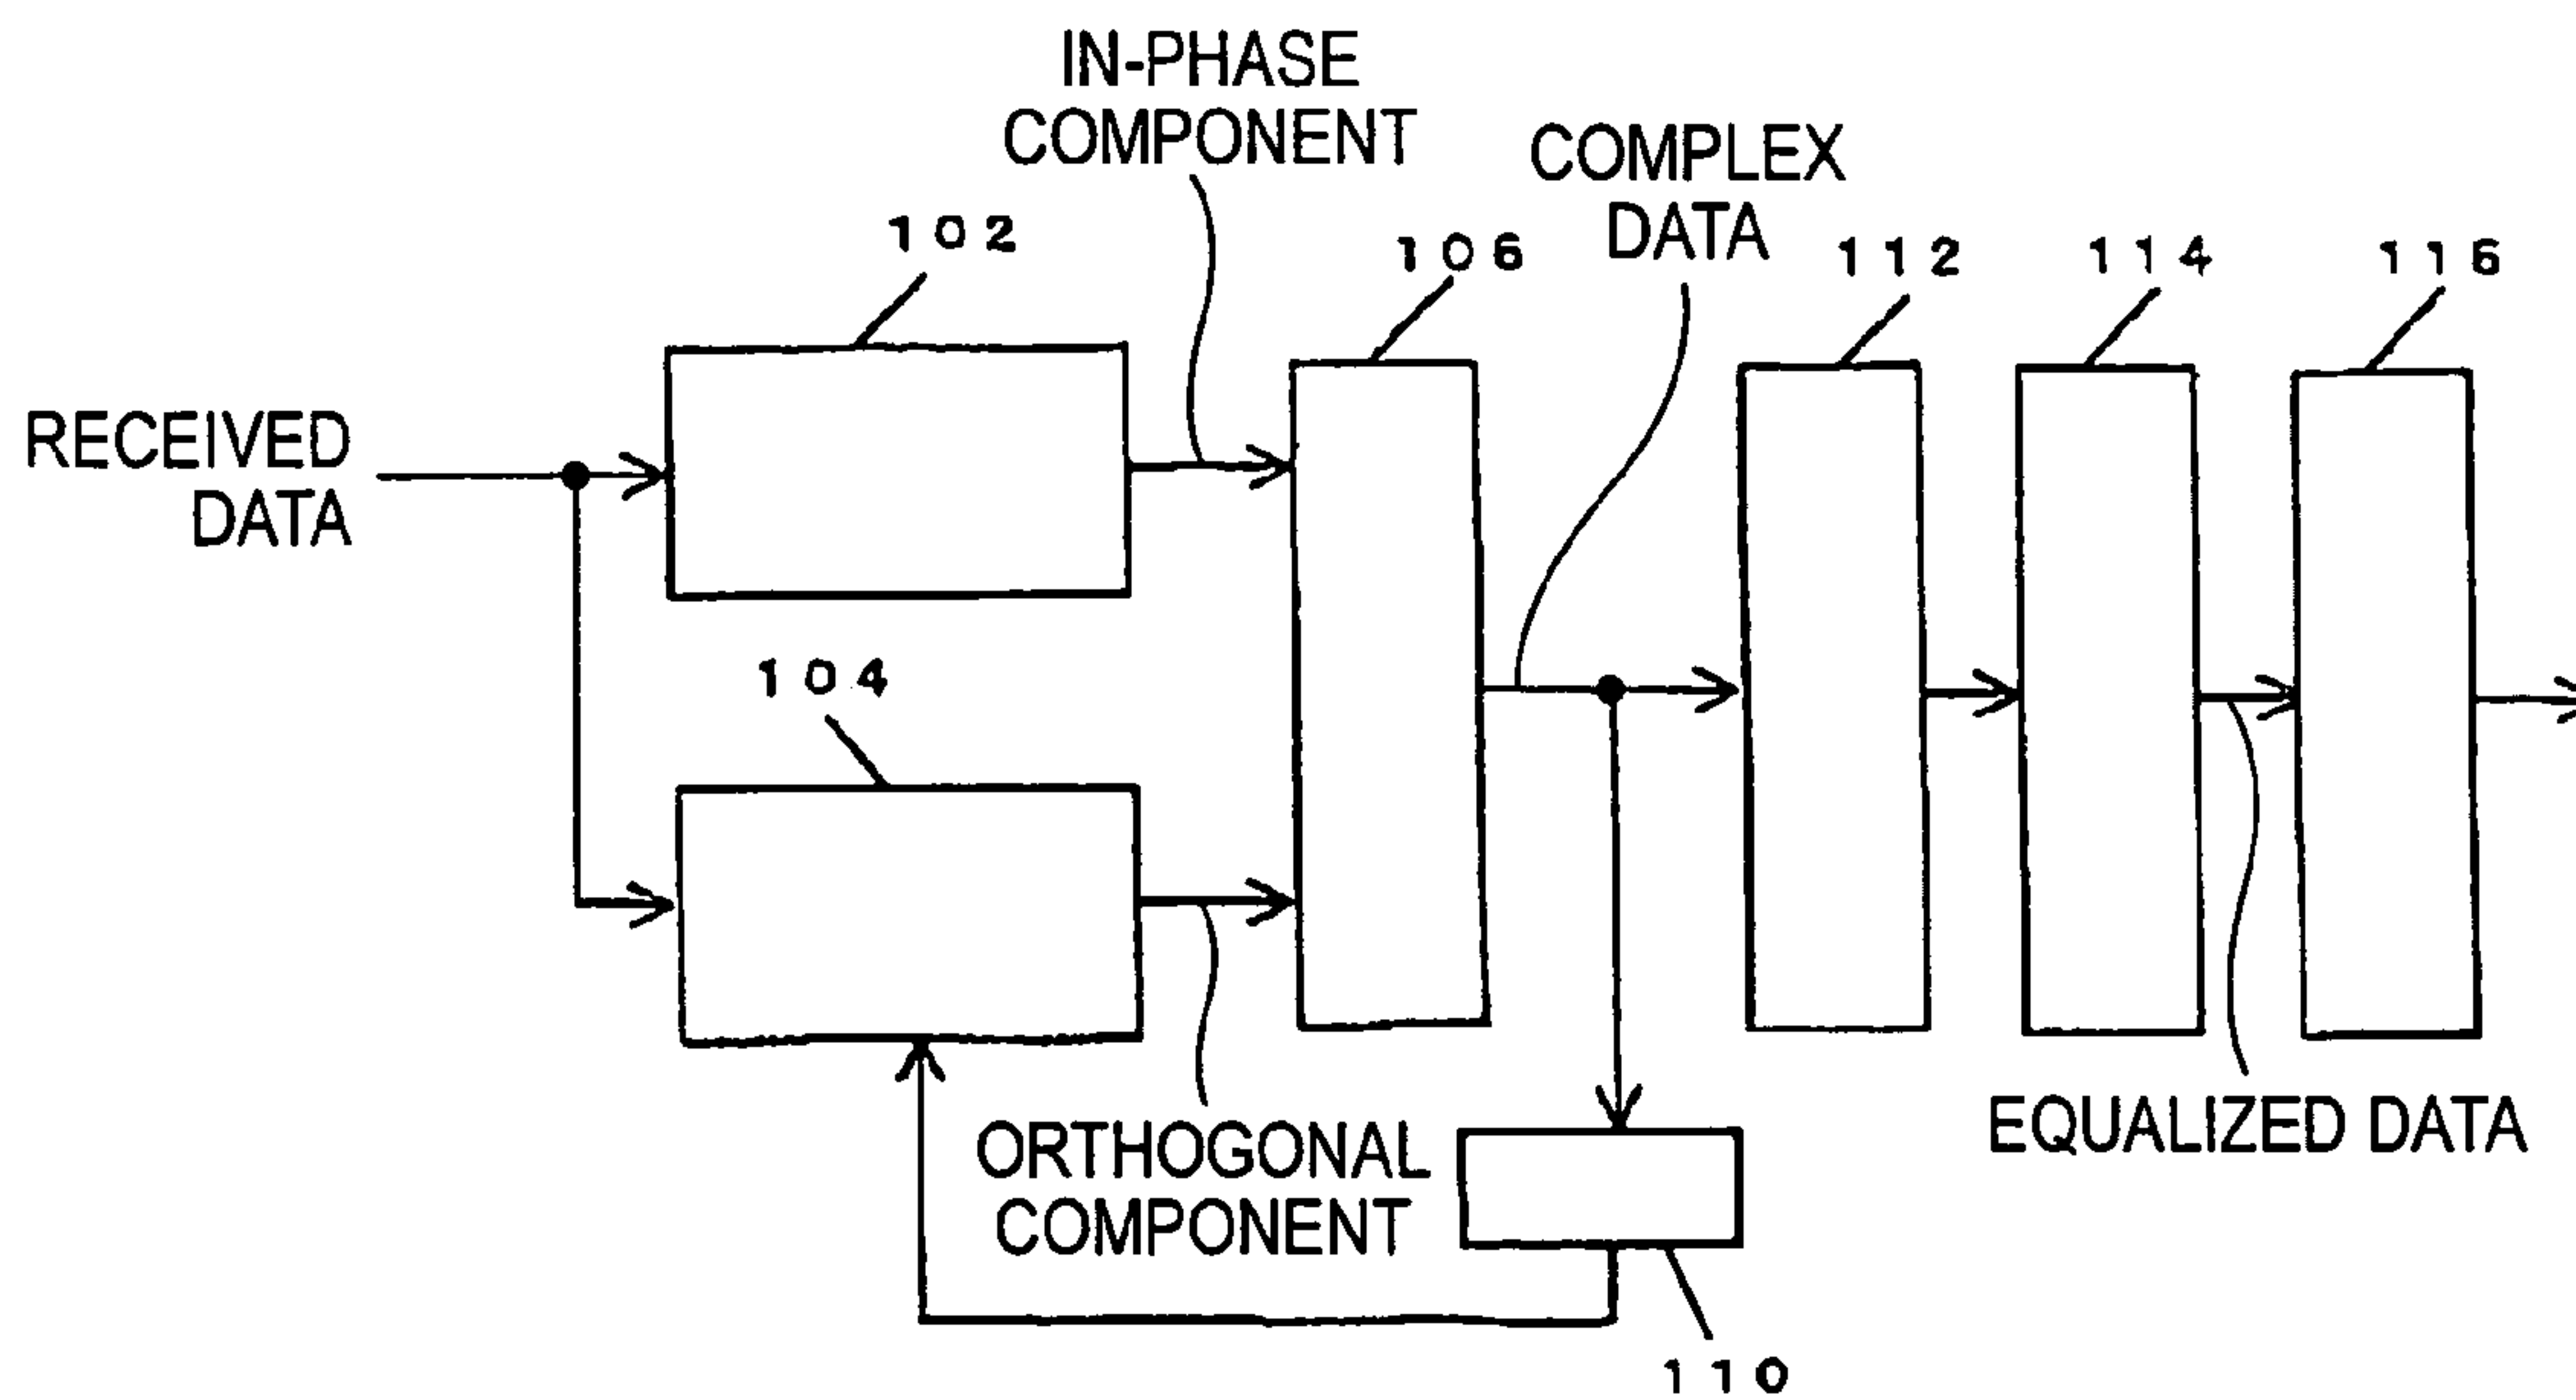 IN-PHASE
COMPONENT
COMPLEX
DATA
102
106
112
114
116
RECEIVED
DATA
104
ORTHOGONAL
COMPONENT
EQUALIZED DATA
110